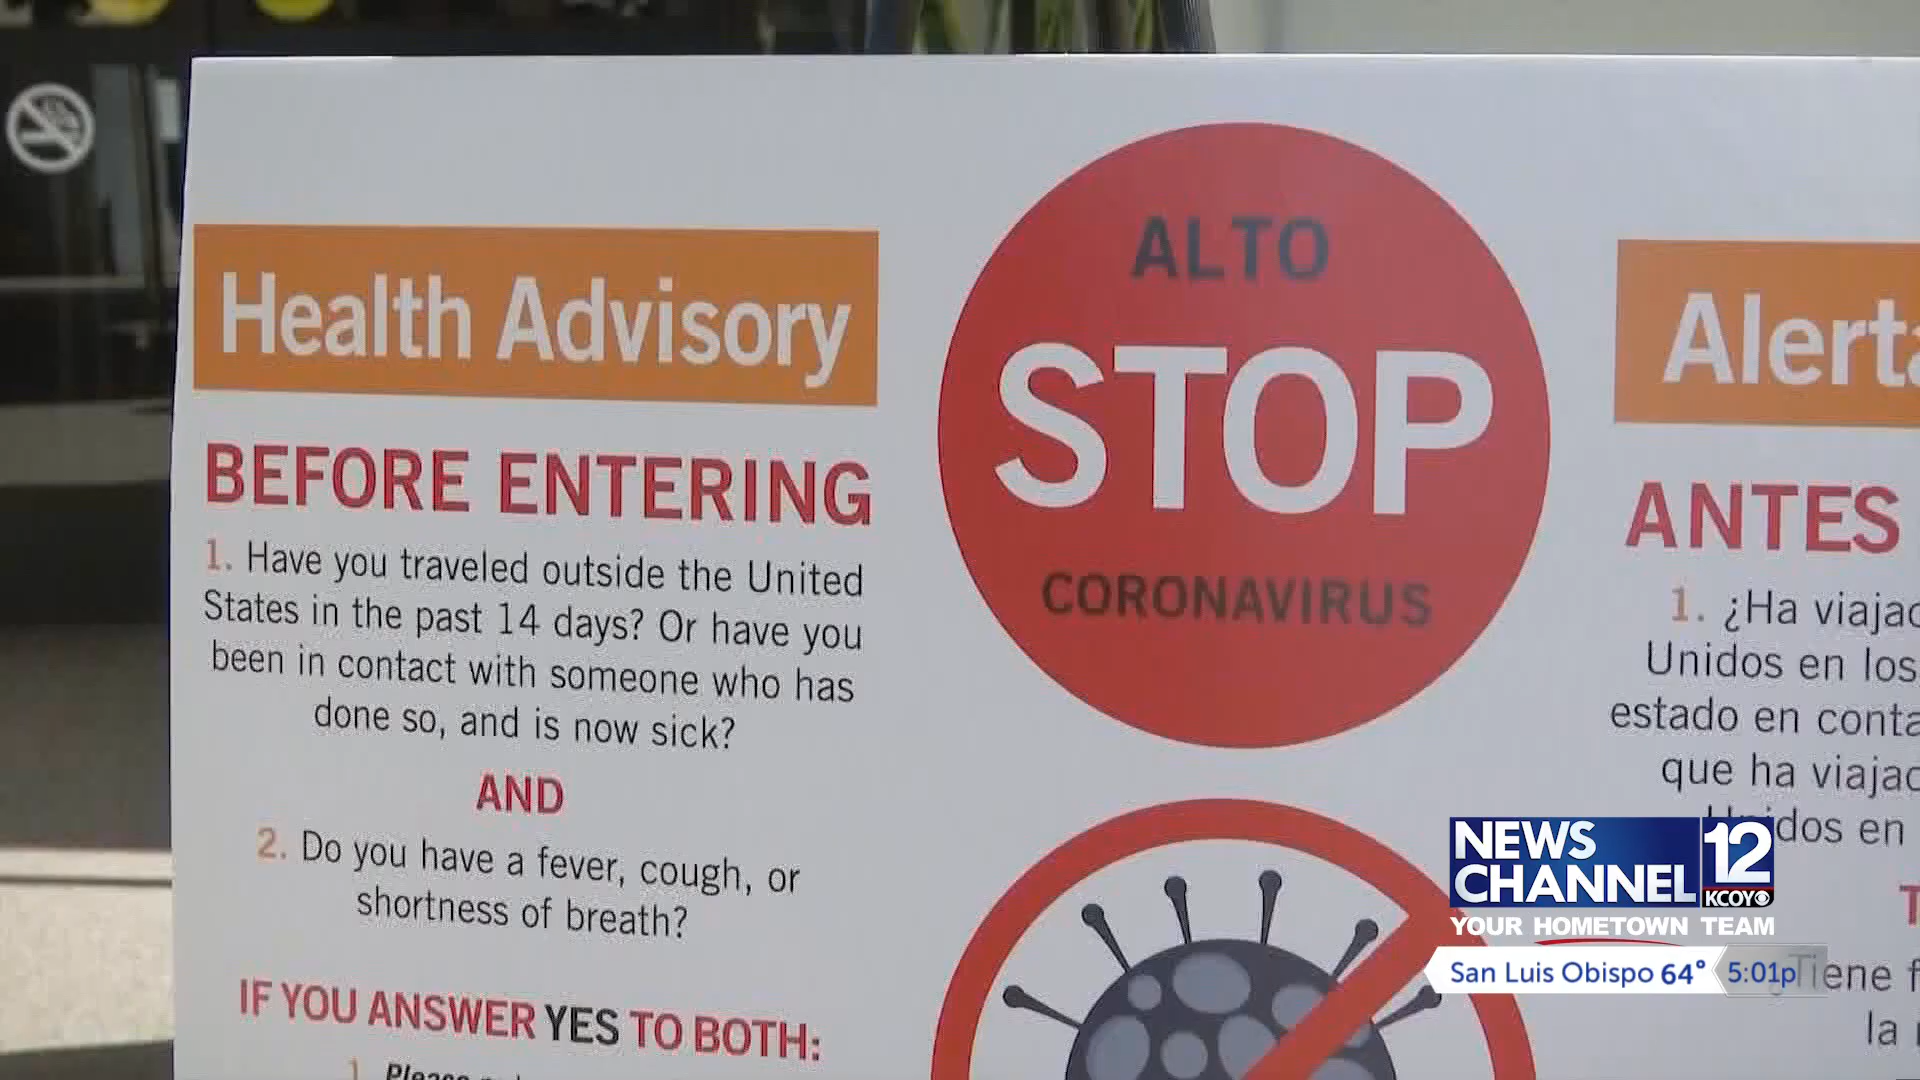 Health Advisory
BEFORE ENTERING
1. Have you traveled outside the United
States in the past 14 days? Or have you
been in contact with someone who has
done so, and is now sick?
AND
2. Do you have a fever, cough, or
shortness of breath?
IF YOU ANSWER YES TO BOTH:
1. Please
ALTO
STOP
CORONAVIRUS
Alerta
ANTES
1. ¿Ha viajad
Unidos en los
estado en conta
que ha viajad
Unidos en
T
¿Tiene f
la
NEWS
CHANNEL 12
KCOY
YOUR HOMETOWN TEAM
San Luis Obispo 64° 5:01p